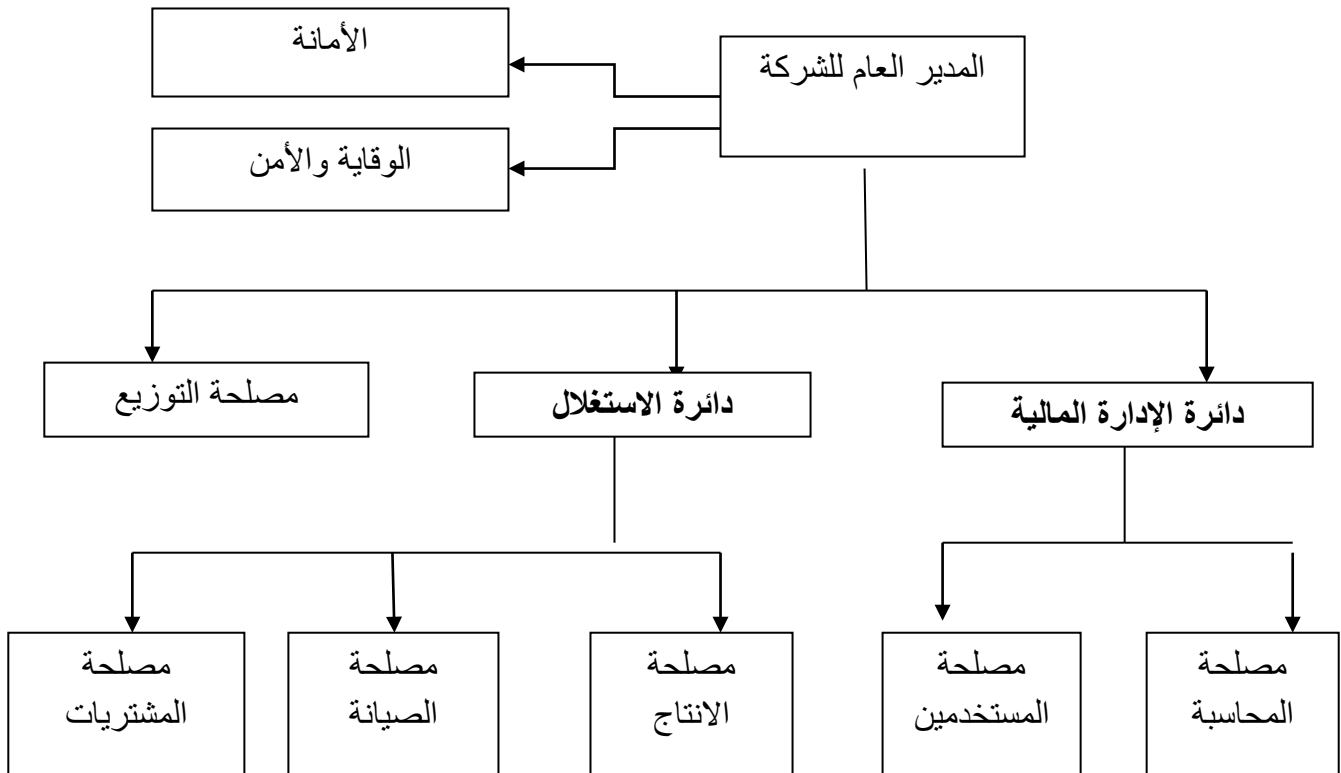 المدير العام للشركة
الأمانة
الوقاية والأمن
دائرة الإدارة المالية
دائرة الاستغلال
مصلحة التوزيع
مصلحة
المحاسبة
مصلحة
المستخدمين
مصلحة
الانتاج
مصلحة
الصيانة
مصلحة
المشتريات